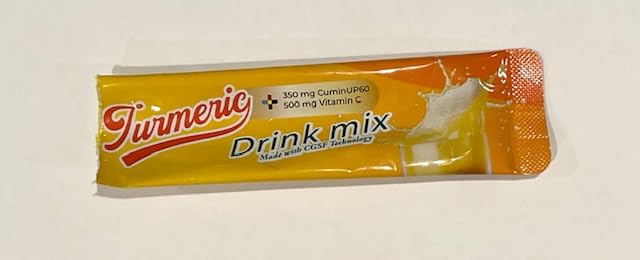 Turmeric
350 mg CuminUP60
500 mg Vitamin C
Drink mix
Made with CGSF Technology